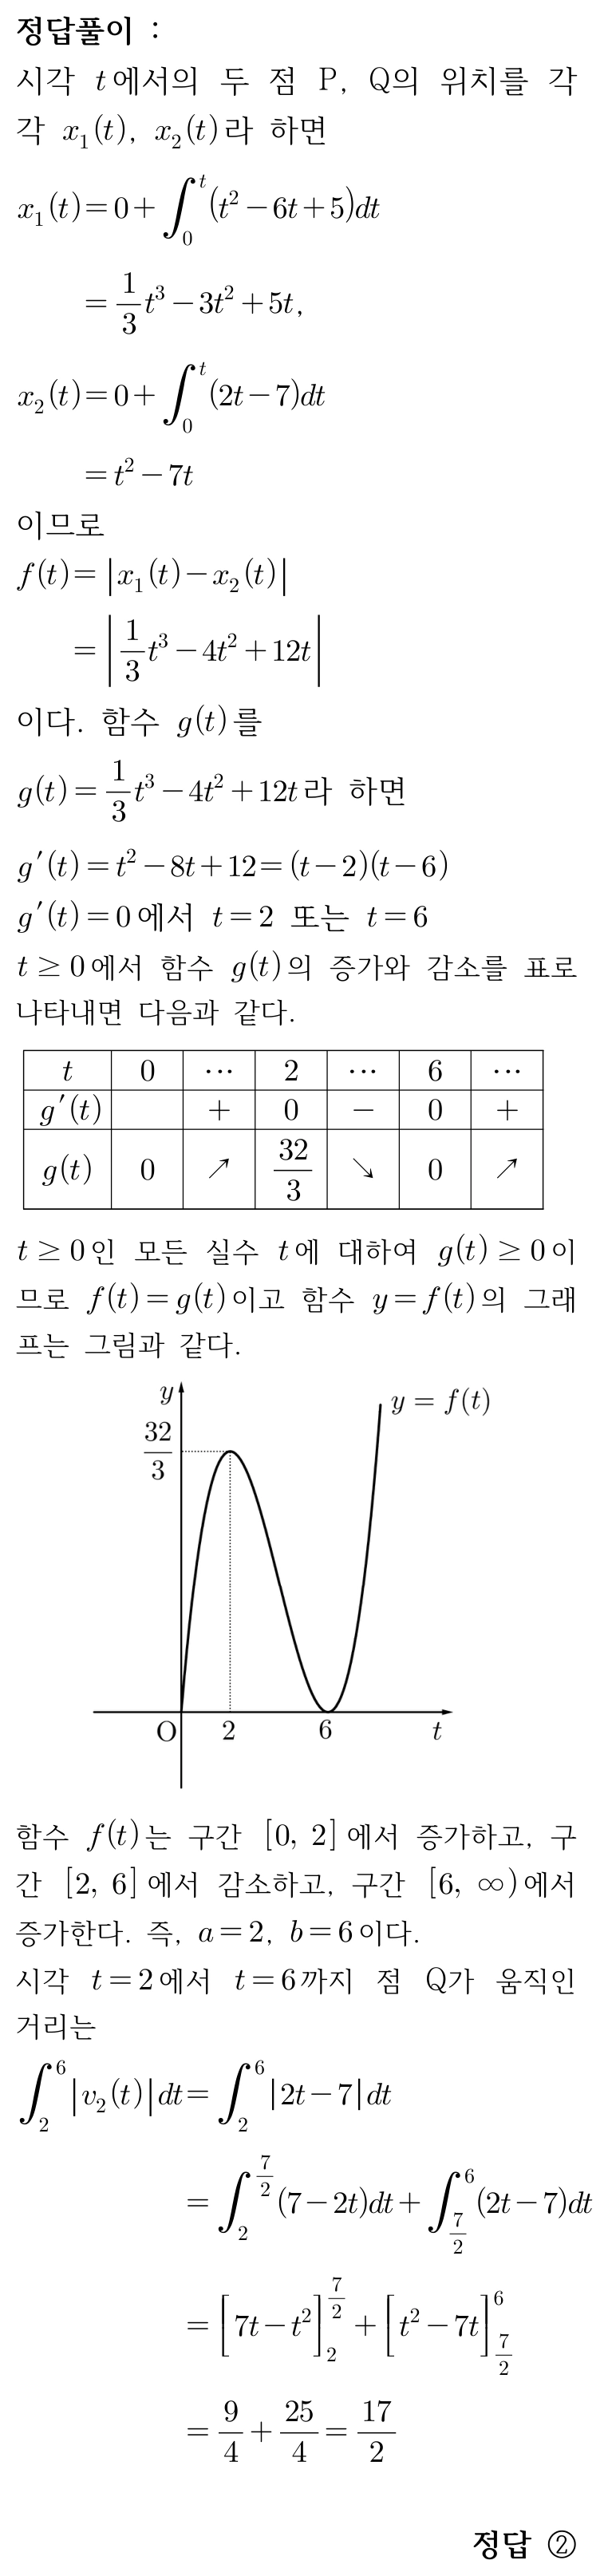 정답풀이 :
시각 t에서의 두 점 P, Q의 위치를 각
각 x₁(t), x₂(t)라 하면
x₁(t)=0+∫₀ᵗ(t²-6t+5)dt
=1/3 t³-3t²+5t,
x₂(t)=0+∫₀ᵗ(2t-7)dt
=t²-7t
이므로
f(t)=|x₁(t)-x₂(t)|
=|1/3 t³-4t²+12t|
이다. 함수 g(t)를
g(t)=1/3 t³-4t²+12t라 하면
g′(t)=t²-8t+12=(t-2)(t-6)
g′(t)=0에서 t=2 또는 t=6
t≥0에서 함수 g(t)의 증가와 감소를 표로
나타내면 다음과 같다.
t 0 ⋯ 2 ⋯ 6 ⋯
g′(t) + 0 - 0 +
g(t) 0 ↗ 32/3 ↘ 0 ↗
t≥0인 모든 실수 t에 대하여 g(t)≥0이
므로 f(t)=g(t)이고 함수 y=f(t)의 그래
프는 그림과 같다.
y y=f(t)
32/3
O 2 6 t
함수 f(t)는 구간 [0, 2]에서 증가하고, 구
간 [2, 6]에서 감소하고, 구간 [6, ∞)에서
증가한다. 즉, a=2, b=6이다.
시각 t=2에서 t=6까지 점 Q가 움직인
거리는
∫₂⁶|v₂(t)|dt=∫₂⁶|2t-7|dt
=∫₂^(7/2)(7-2t)dt+∫_(7/2)^6(2t-7)dt
=[7t-t²]₂^(7/2)+[t²-7t]_(7/2)^6
=9/4+25/4=17/2
정답 ②